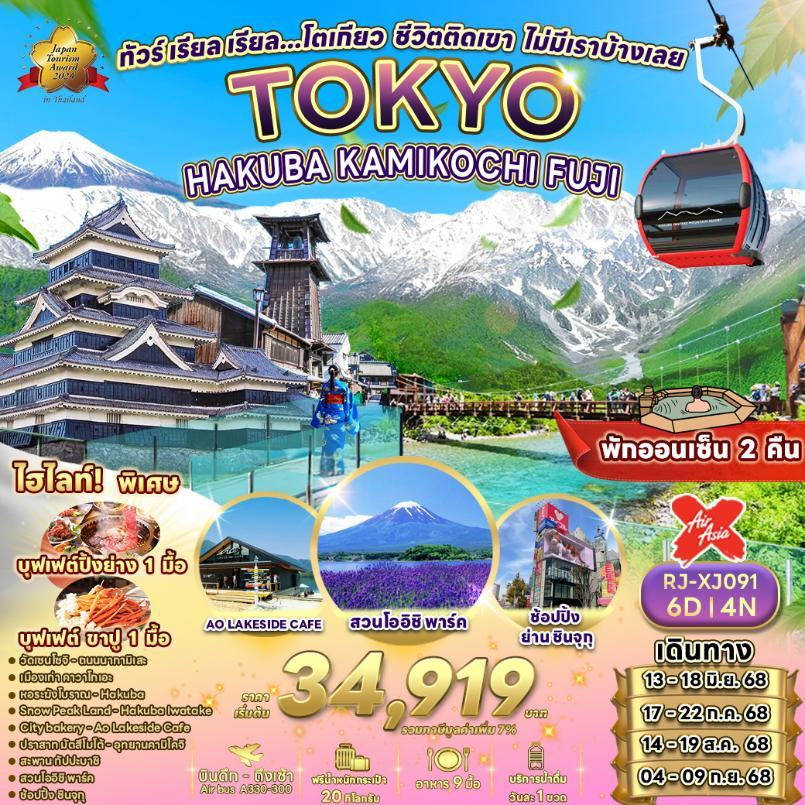 Japan
Tourism
Award
2024
in Thailand
ทัวร์ เรียล เรียล...โตเกียว ชีวิตติดเขา ไม่มีเราบ้างเลย
TOKYO
HAKUBA KAMIKOCHI FUJI
พักออนเซ็น 2 คืน
ไฮไลท์! พิเศษ
บุฟเฟต์ปิ้งย่าง 1 มื้อ
บุฟเฟต์ ขาปู 1 มื้อ
AO LAKESIDE CAFE
สวนโออิชิ พาร์ค
ช้อปปิ้ง
ย่าน ชินจุกุ
Air
Asia
X
RJ-XJ091
6D | 4N
เดินทาง
13 - 18 มิ.ย. 68
17 - 22 ก.ค. 68
14 - 19 ส.ค. 68
04 - 09 ก.ย. 68
• วัดเซนโซจิ - ถนนนากามิเสะ
• เมืองเก่า คาวาโกเอะ
• หอระฆังโบราณ - Hakuba
• Snow Peak Land - Hakuba Iwatake
• City bakery - Ao Lakeside Cafe
• ปราสาทมัตสึโมโต้ - อุทยานคามิโคจิ
• สะพาน กัปปะบาชิ
• สวนโออิชิ พาร์ค
• ช้อปปิ้ง ชินจุกุ
ราคา
เริ่มต้น
34,919
บาท
รวมภาษีมูลค่าเพิ่ม 7%
บินดึก - ถึงเช้า
Air bus A330-300
ฟรีน้ำหนักกระเป๋า
20 กิโลกรัม
อาหาร 9 มื้อ
บริการน้ำดื่ม
วันละ 1 ขวด